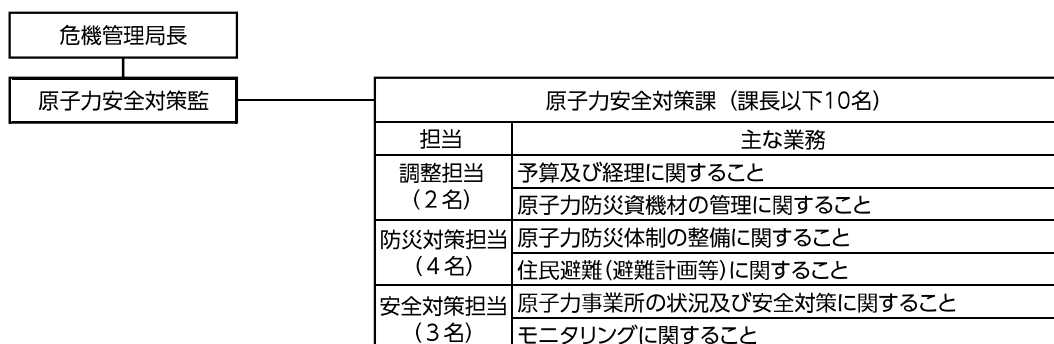 危機管理局長
原子力安全対策監
原子力安全対策課（課長以下10名）
担当
主な業務
調整担当
（２名）
予算及び経理に関すること
原子力防災資機材の管理に関すること
防災対策担当
（４名）
原子力防災体制の整備に関すること
住民避難（避難計画等）に関すること
安全対策担当
（３名）
原子力事業所の状況及び安全対策に関すること
モニタリングに関すること